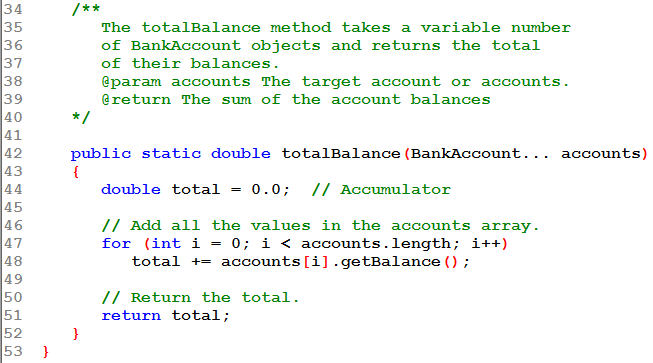 34      /**
35         The totalBalance method takes a variable number
36         of BankAccount objects and returns the total
37         of their balances.
38         @param accounts The target account or accounts.
39         @return The sum of the account balances
40      */
41
42      public static double totalBalance(BankAccount... accounts)
43      {
44         double total = 0.0;  // Accumulator
45
46         // Add all the values in the accounts array.
47         for (int i = 0; i < accounts.length; i++)
48            total += accounts[i].getBalance();
49
50         // Return the total.
51         return total;
52      }
53   }